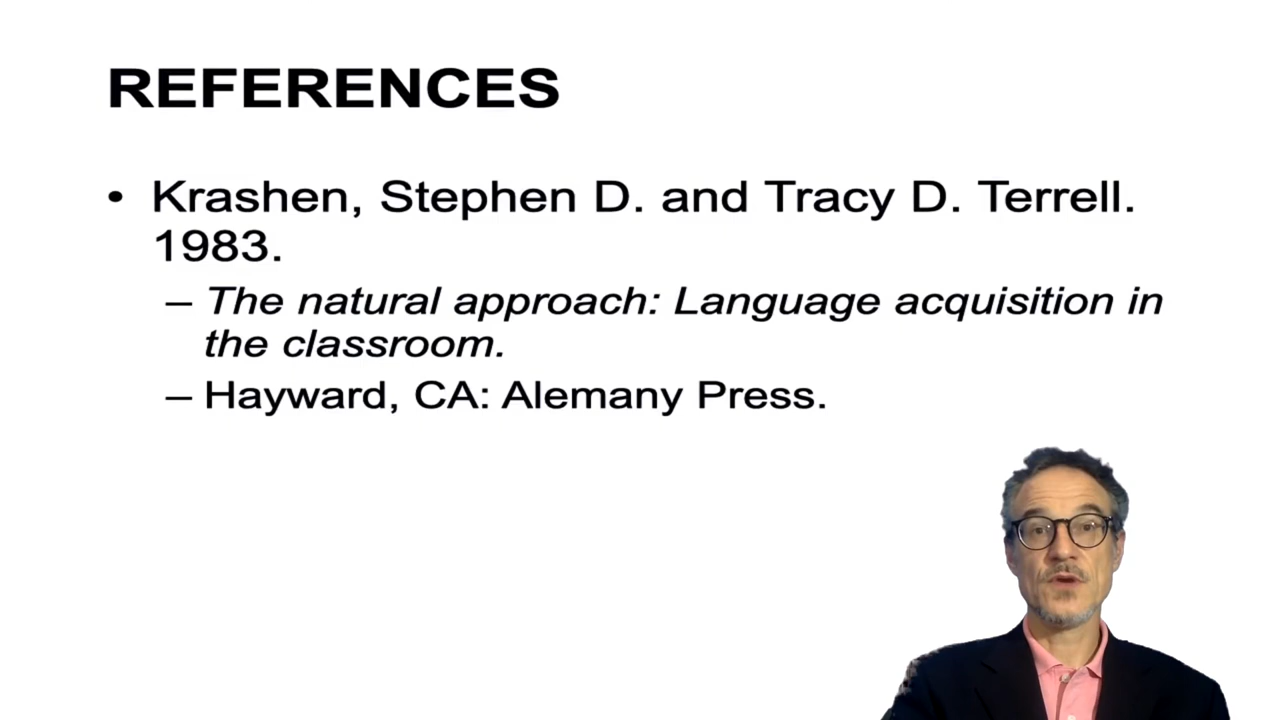 REFERENCES
• Krashen, Stephen D. and Tracy D. Terrell.
1983.
– The natural approach: Language acquisition in
the classroom.
– Hayward, CA: Alemany Press.